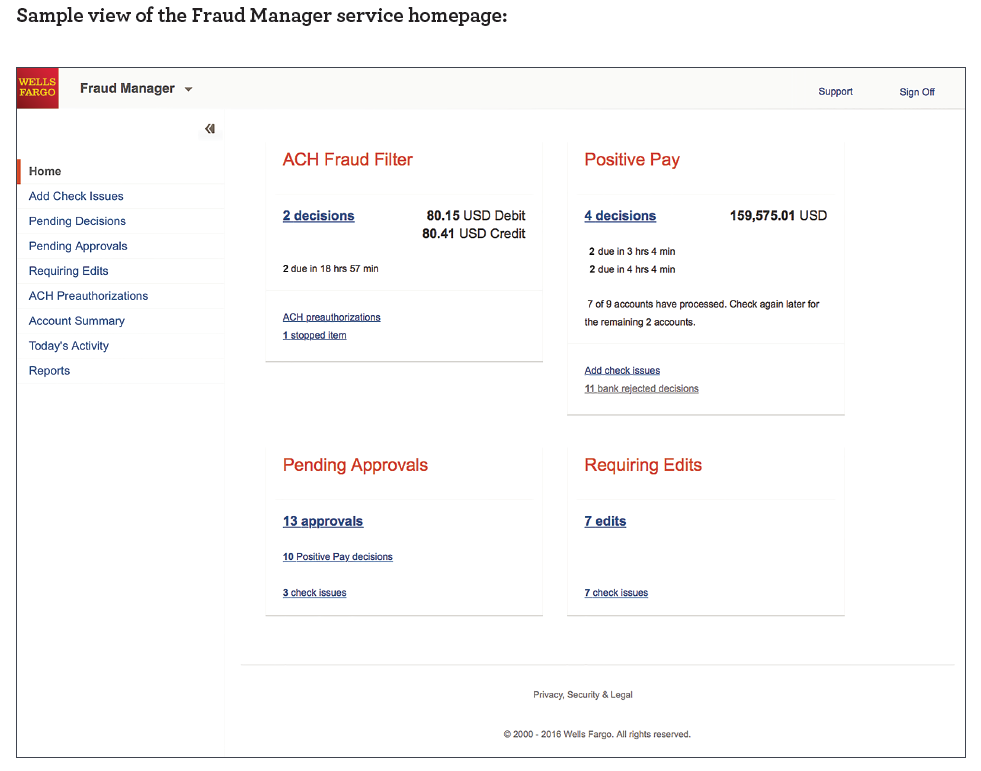 Sample view of the Fraud Manager service homepage:
WELLS
FARGO
Fraud Manager
Support
Sign Off
Home
Add Check Issues
Pending Decisions
Pending Approvals
Requiring Edits
ACH Preauthorizations
Account Summary
Today's Activity
Reports
ACH Fraud Filter
2 decisions
80.15 USD Debit
80.41 USD Credit
2 due in 18 hrs 57 min
ACH preauthorizations
1 stopped item
Positive Pay
4 decisions
159,575.01 USD
2 due in 3 hrs 4 min
2 due in 4 hrs 4 min
7 of 9 accounts have processed. Check again later for
the remaining 2 accounts.
Add check issues
11 bank rejected decisions
Pending Approvals
13 approvals
10 Positive Pay decisions
3 check issues
Requiring Edits
7 edits
7 check issues
Privacy, Security & Legal
© 2000 - 2016 Wells Fargo. All rights reserved.